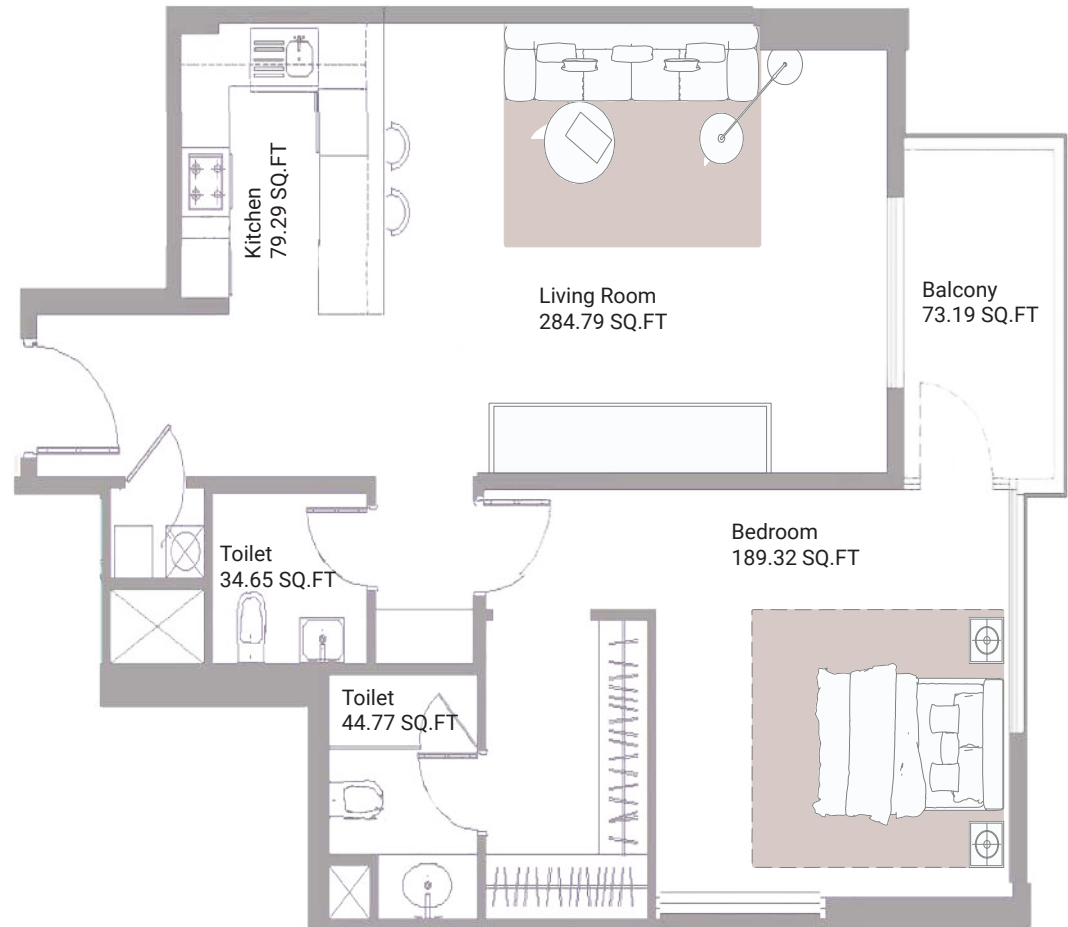 Kitchen
79.29 SQ.FT
Living Room
284.79 SQ.FT
Balcony
73.19 SQ.FT
Bedroom
189.32 SQ.FT
Toilet
34.65 SQ.FT
Toilet
44.77 SQ.FT